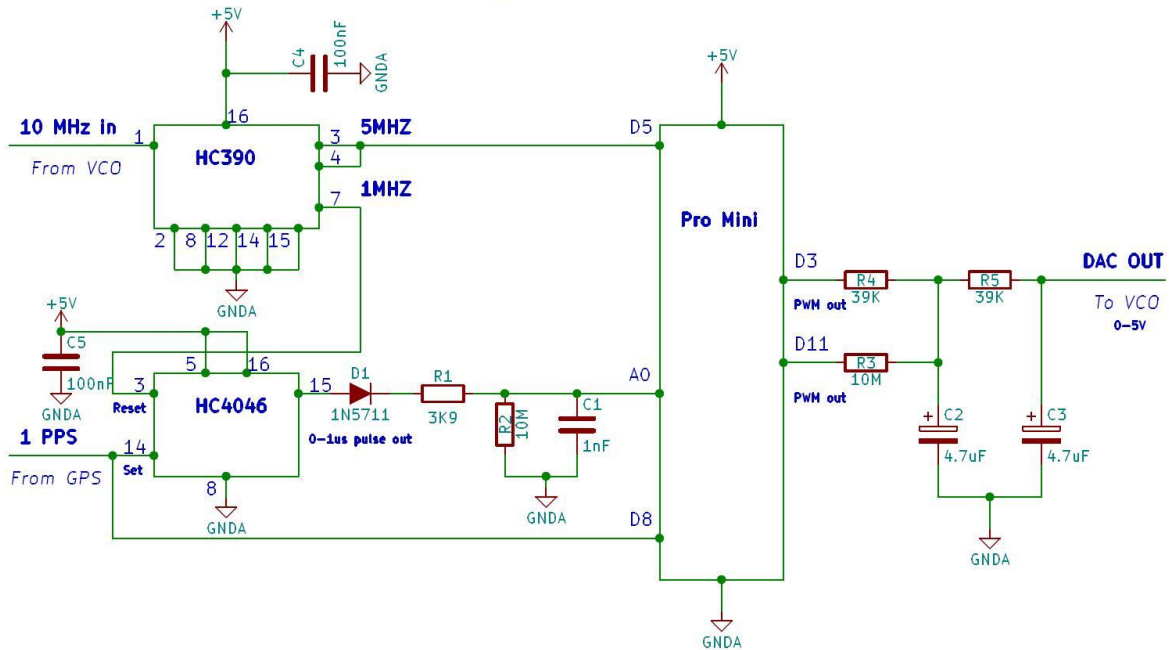 +5V
C4
100nF
GNDA
10 MHz in
From VCO
1
16
HC390
3
4
7
5MHZ
1MHZ
2
8
12
14
15
GNDA
D5
Pro Mini
D3
PWM out
D11
PWM out
R4
39K
R3
10M
R5
39K
DAC OUT
To VCO
0-5V
+5V
C5
100nF
GNDA
5
16
3
Reset
HC4046
15
D1
1N5711
0-1us pulse out
R1
3K9
R2
10M
C1
1nF
A0
GNDA
1 PPS
From GPS
14
Set
8
GNDA
D8
+
C2
4.7uF
+
C3
4.7uF
GNDA
GNDA